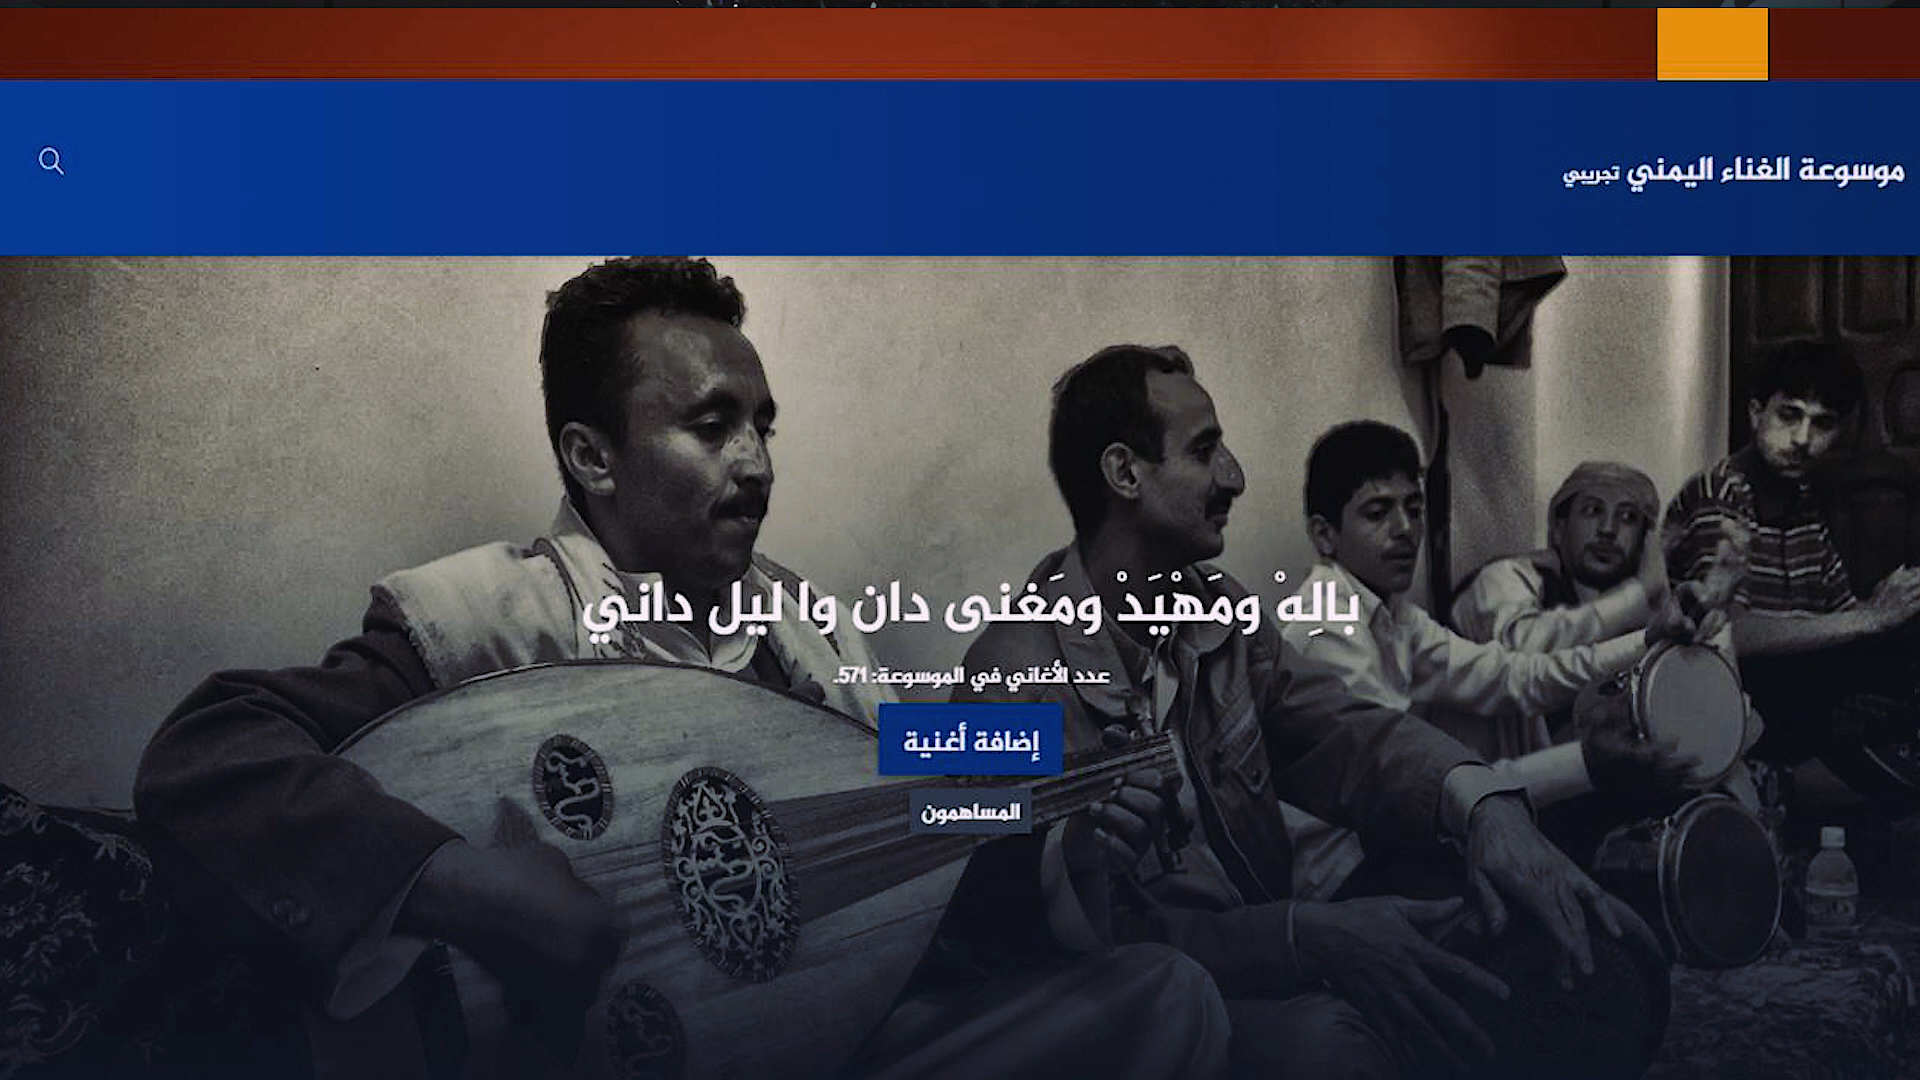 موسوعة الغناء اليمني تجريبي
بالِهْ ومَهْيَدْ ومَغنى دان وا ليل داني
عدد الأغاني في الموسوعة: 571.
إضافة أغنية
المساهمون